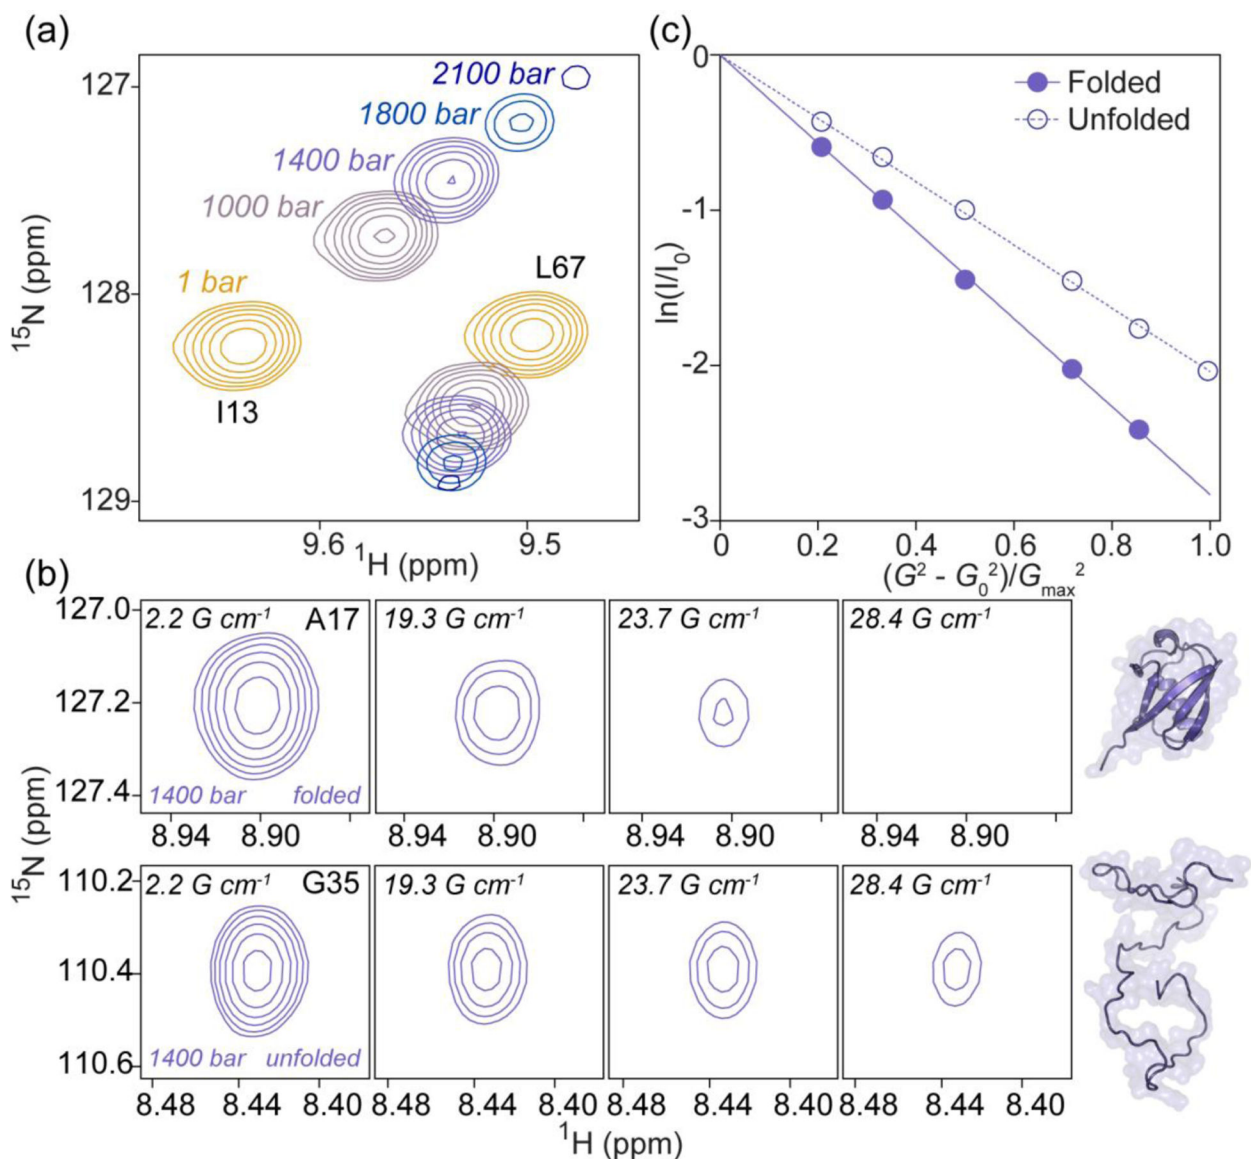 (a)
127
128
129
15N (ppm)
2100 bar
1800 bar
1400 bar
1000 bar
1 bar
L67
I13
9.6
9.5
1H (ppm)
(c)
0
-1
-2
-3
ln(I/I0)
Folded
Unfolded
0 0.2 0.4 0.6 0.8 1.0
(G2 - G02)/Gmax2
(b)
127.0
127.2
127.4
15N (ppm)
2.2 G cm-1 A17
1400 bar folded
19.3 G cm-1
23.7 G cm-1
28.4 G cm-1
8.94 8.90 8.94 8.90 8.94 8.90 8.94 8.90
110.2
110.4
110.6
2.2 G cm-1 G35
1400 bar unfolded
19.3 G cm-1
23.7 G cm-1
28.4 G cm-1
8.48 8.44 8.40 8.48 8.44 8.40 8.48 8.44 8.40 8.48 8.44 8.40
1H (ppm)